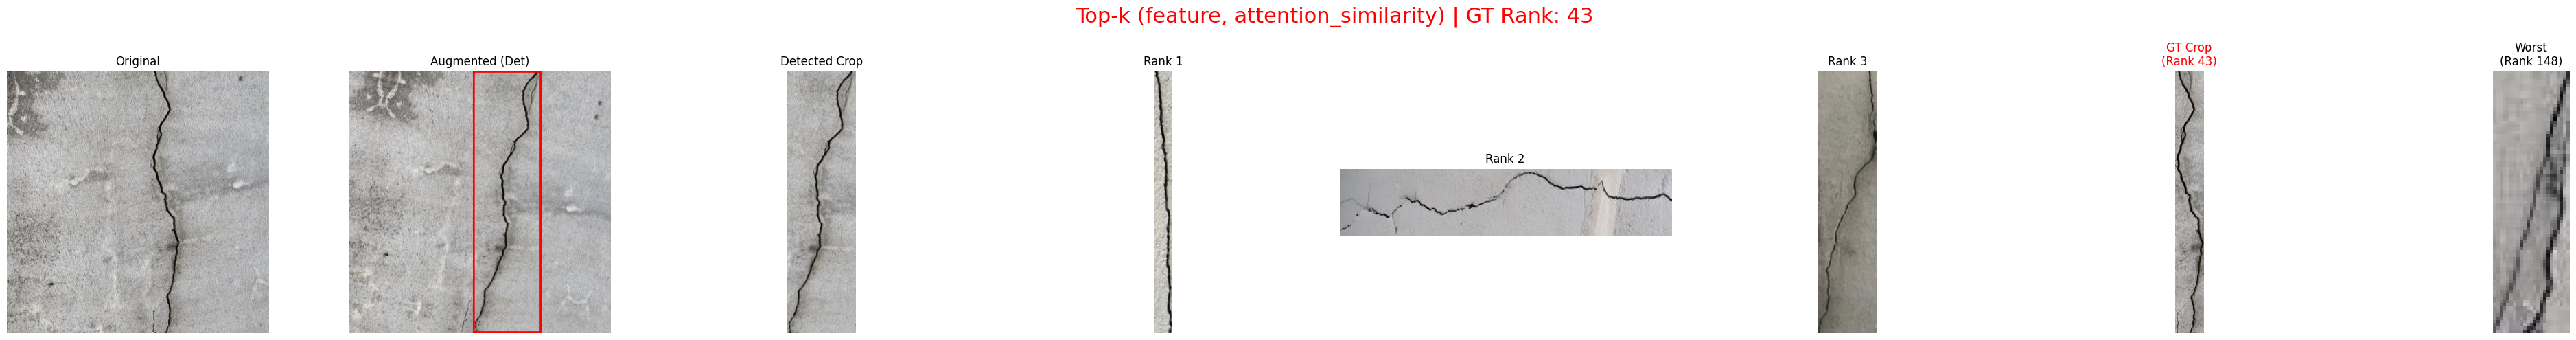 Top-k (feature, attention_similarity) | GT Rank: 43
Original
Augmented (Det)
Detected Crop
Rank 1
Rank 2
Rank 3
GT Crop
(Rank 43)
Worst
(Rank 148)